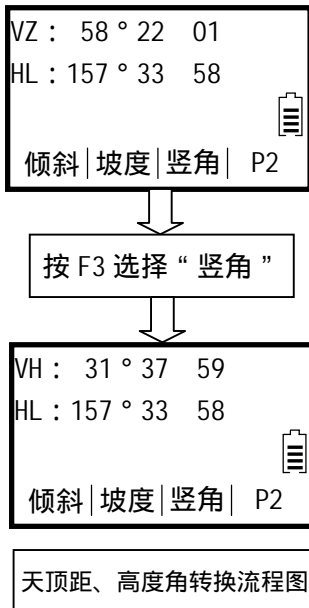 VZ： 58 ° 22 01
HL：157 ° 33 58
倾斜│坡度│竖角│ P2
按 F3 选择“ 竖角 ”
VH： 31 ° 37 59
HL：157 ° 33 58
倾斜│坡度│竖角│ P2
天顶距、高度角转换流程图